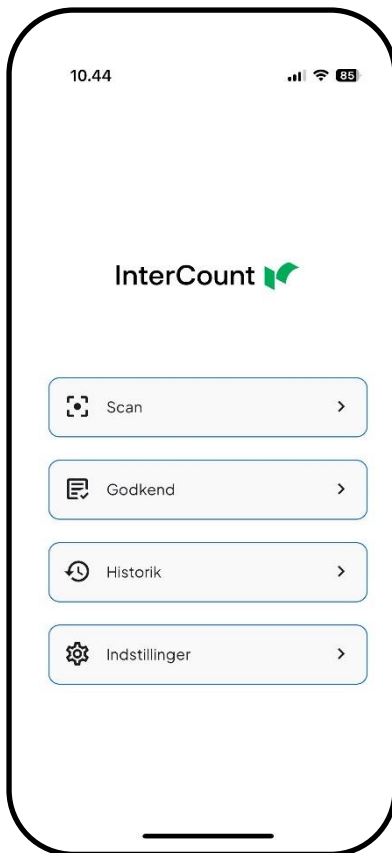 10.44
85
InterCount
Scan
Godkend
Historik
Indstillinger